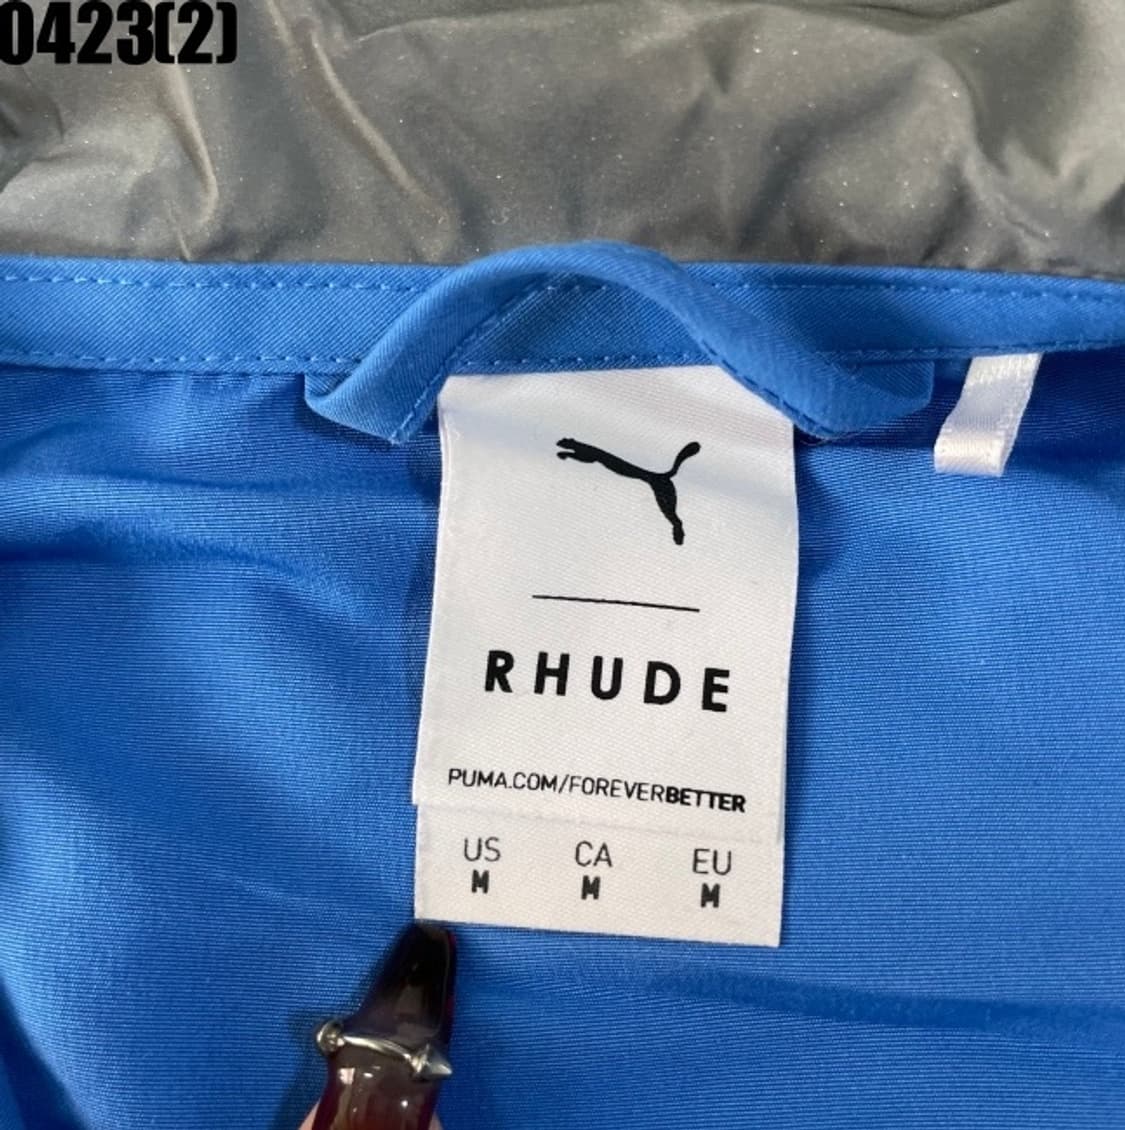 0423(2)
RHUDE
PUMA.COM/FOREVERBETTER
US CA EU
M M M